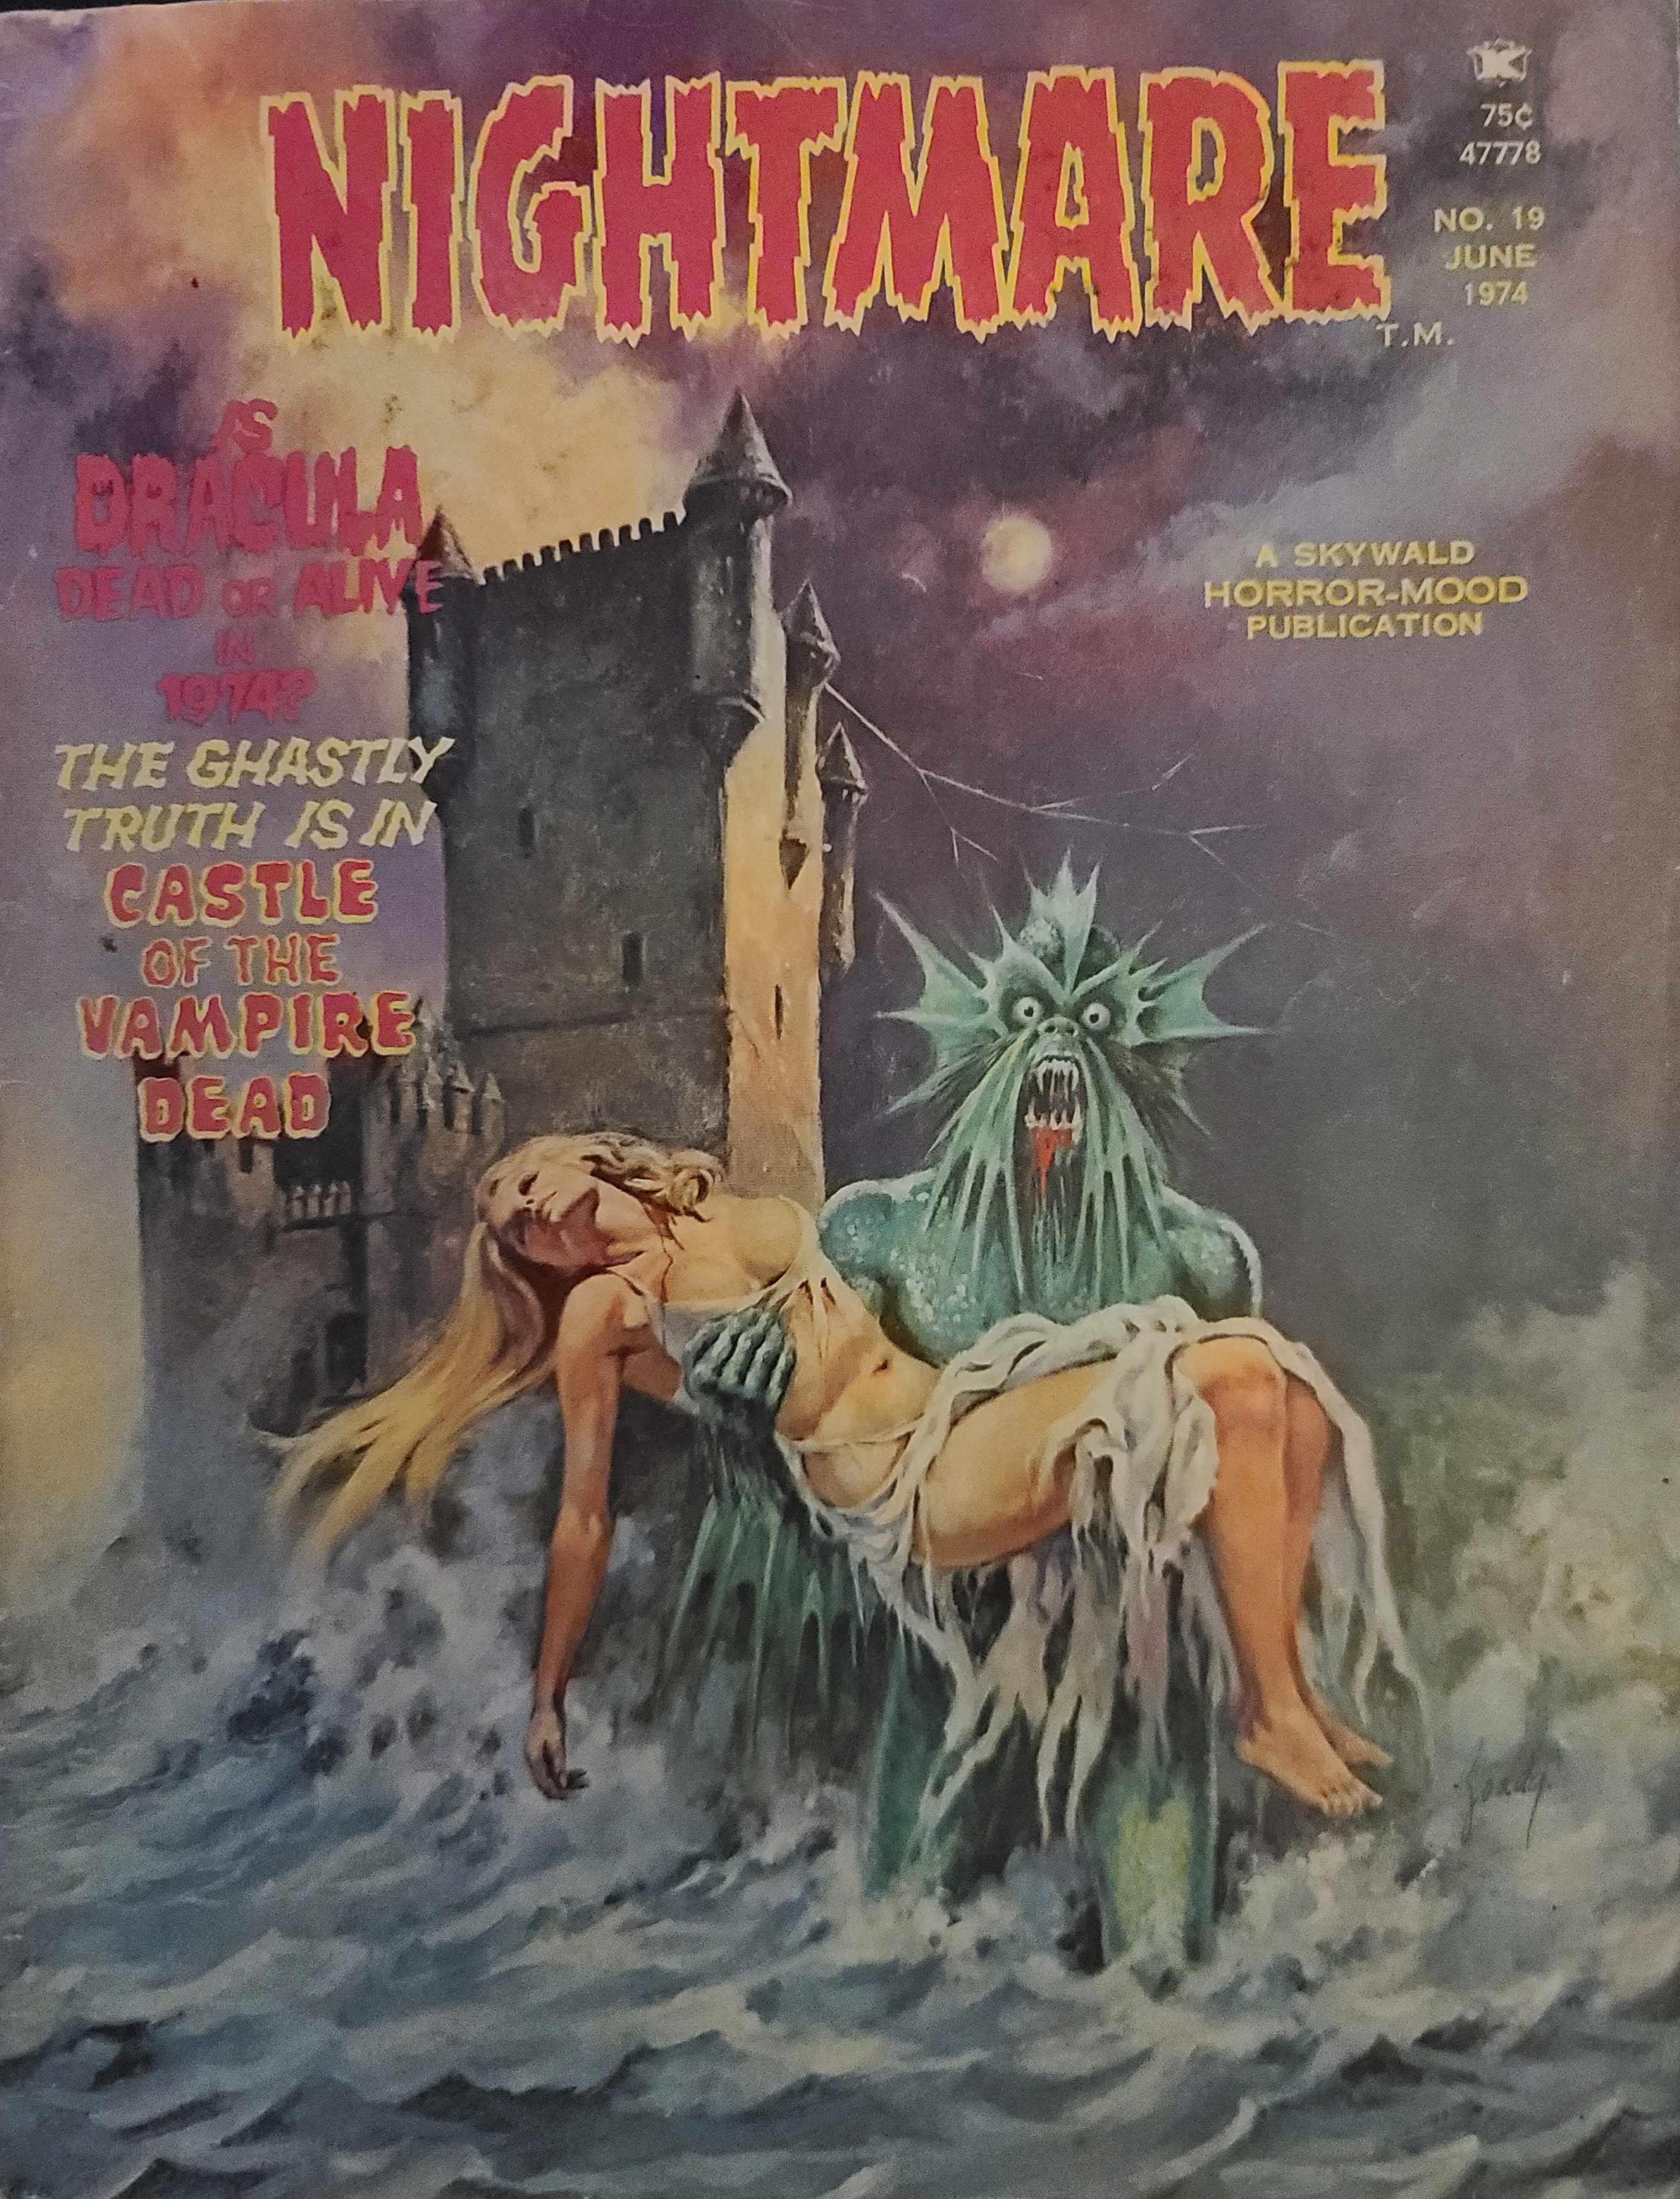 NIGHTMARE
T.M.
75¢
47778
NO. 19
JUNE
1974
IS
DRACULA
DEAD OR ALIVE
IN
1974?
THE GHASTLY
TRUTH IS IN
CASTLE
OF THE
VAMPIRE
DEAD
A SKYWALD
HORROR-MOOD
PUBLICATION